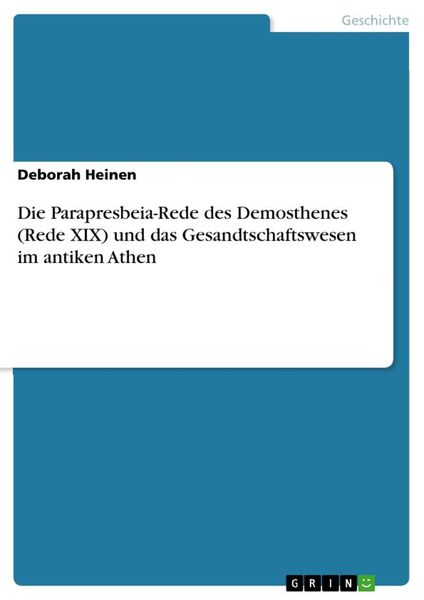 Geschichte
Deborah Heinen
Die Parapresbeia-Rede des Demosthenes
(Rede XIX) und das Gesandtschaftswesen
im antiken Athen
GRIN